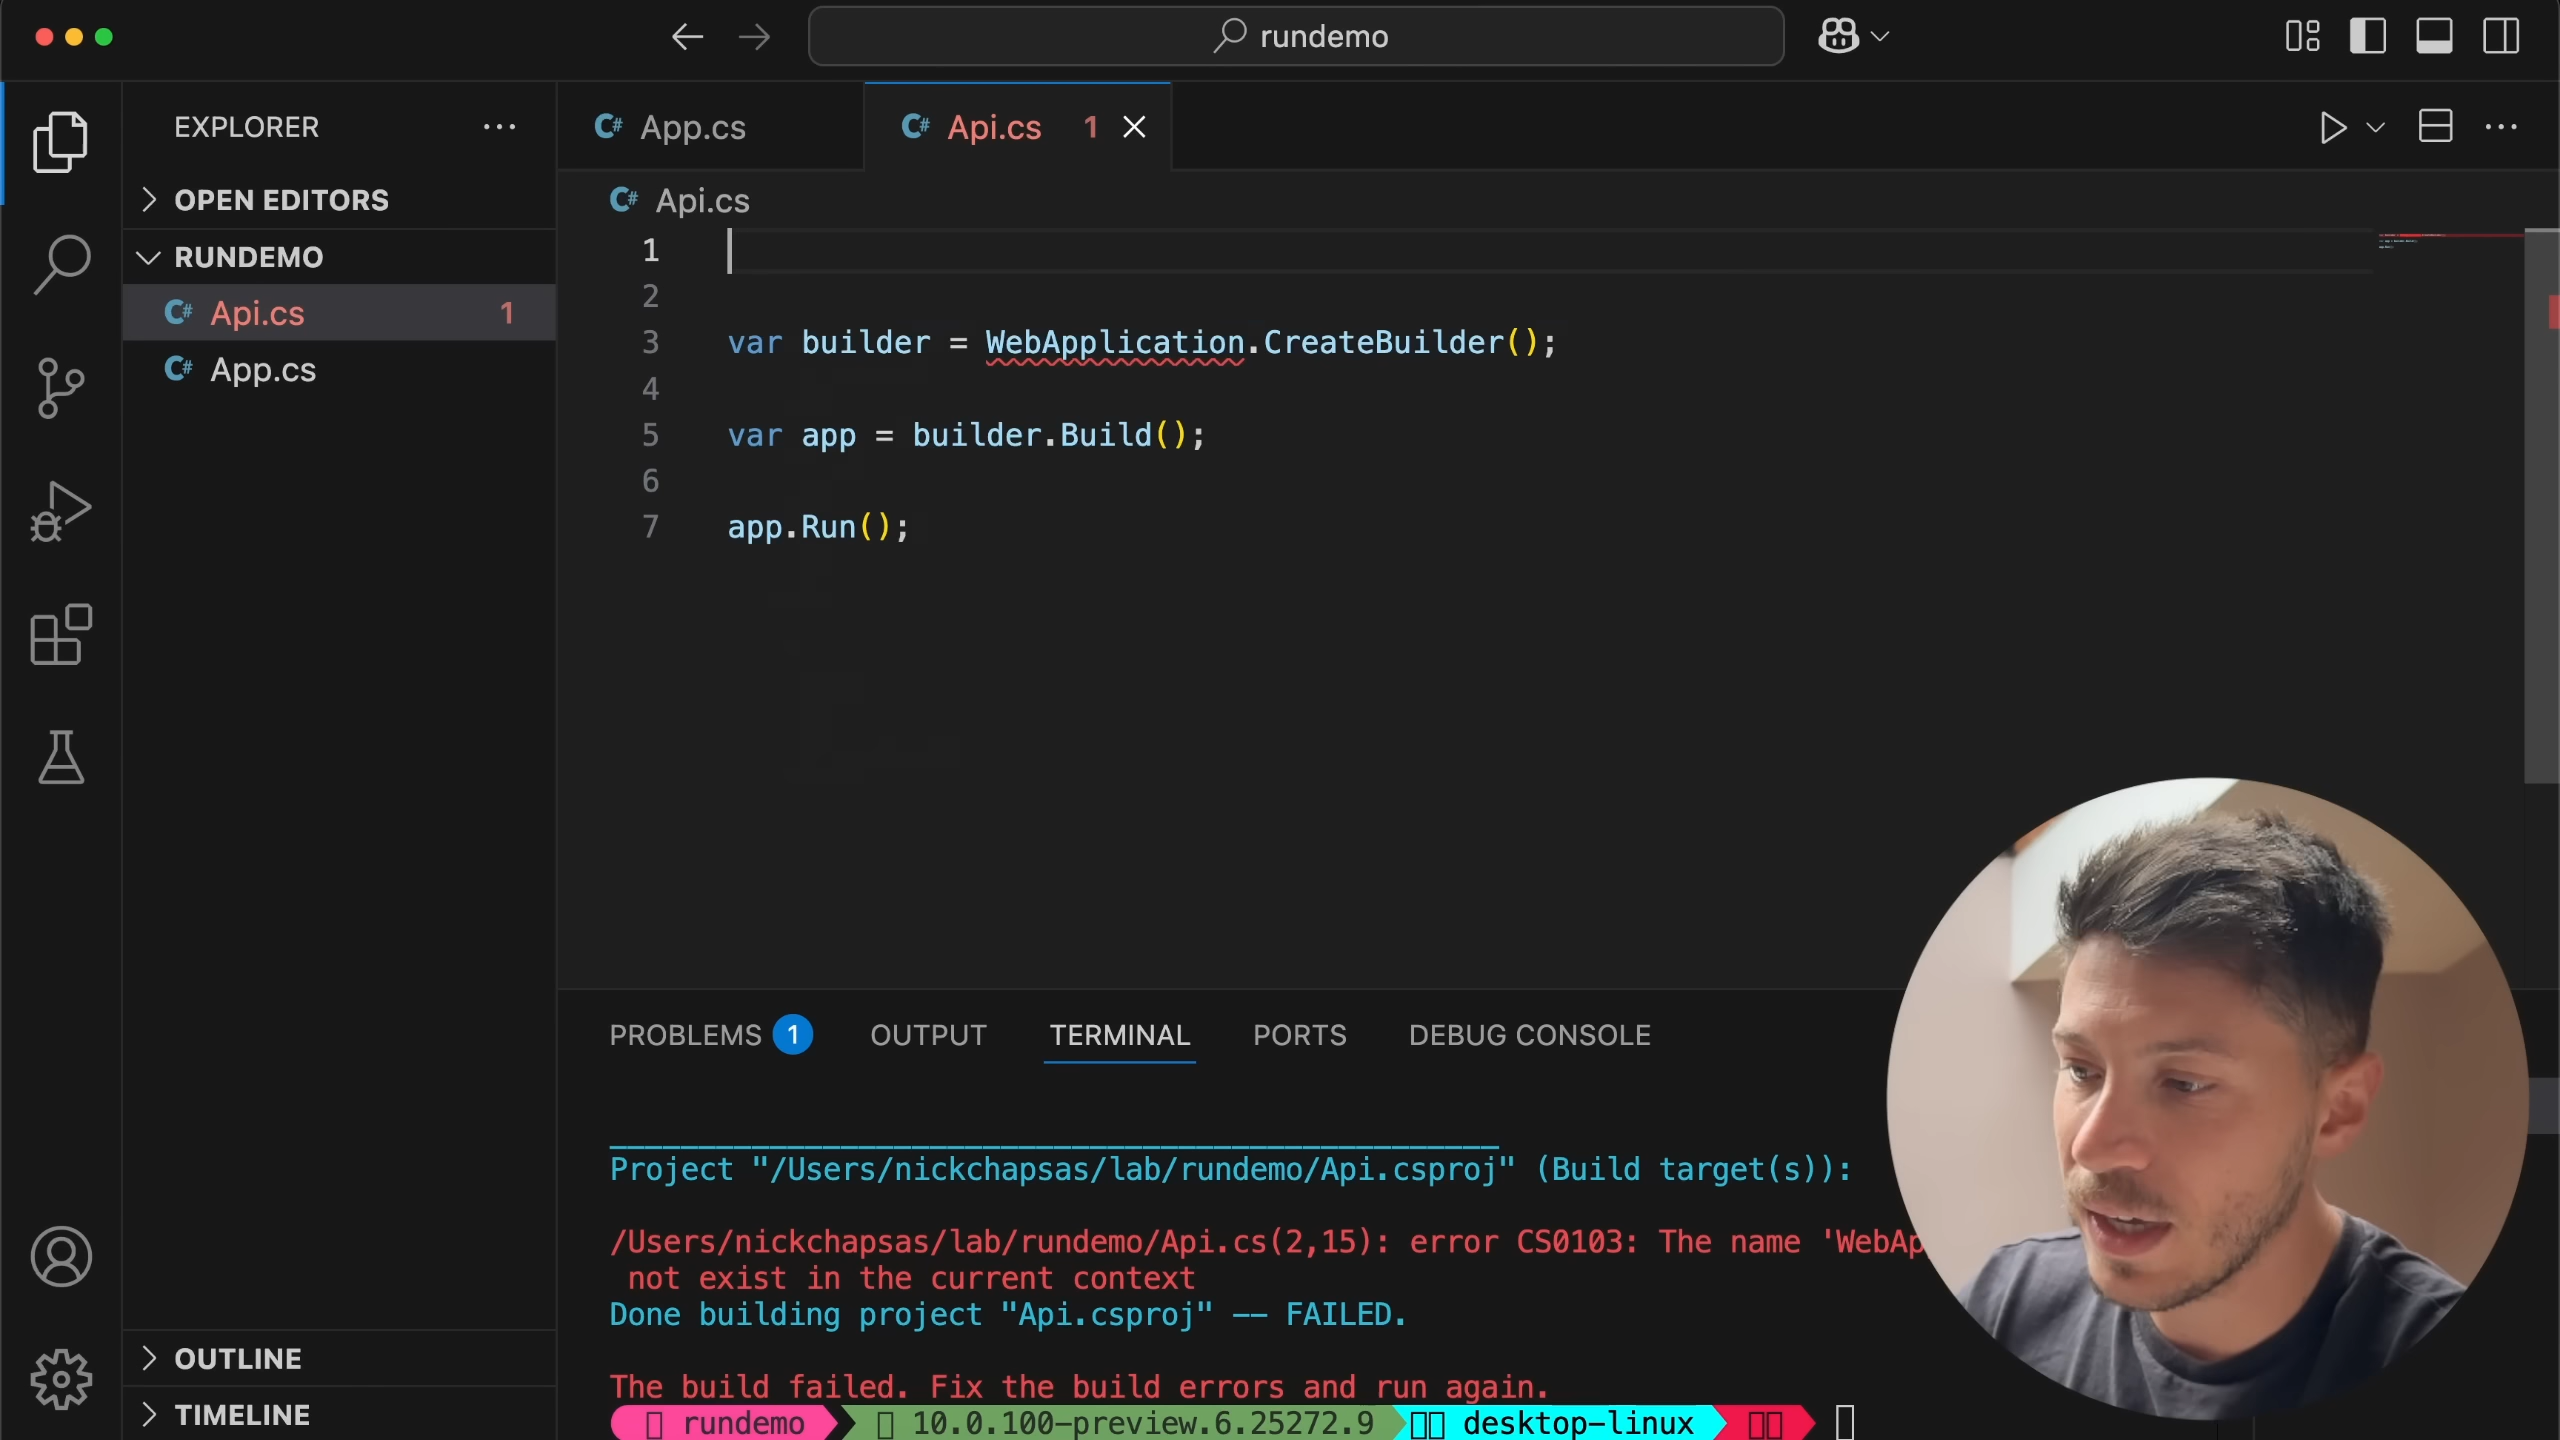 rundemo
EXPLORER
OPEN EDITORS
RUNDEMO
C# Api.cs 1
C# App.cs
OUTLINE
TIMELINE
C# App.cs
C# Api.cs 1
C# Api.cs
1
2
3 var builder = WebApplication.CreateBuilder();
4
5 var app = builder.Build();
6
7 app.Run();
PROBLEMS 1 OUTPUT TERMINAL PORTS DEBUG CONSOLE
Project "/Users/nickchapsas/lab/rundemo/Api.csproj" (Build target(s)):
/Users/nickchapsas/lab/rundemo/Api.cs(2,15): error CS0103: The name 'WebAp
not exist in the current context
Done building project "Api.csproj" -- FAILED.
The build failed. Fix the build errors and run again.
rundemo 10.0.100-preview.6.25272.9 desktop-linux